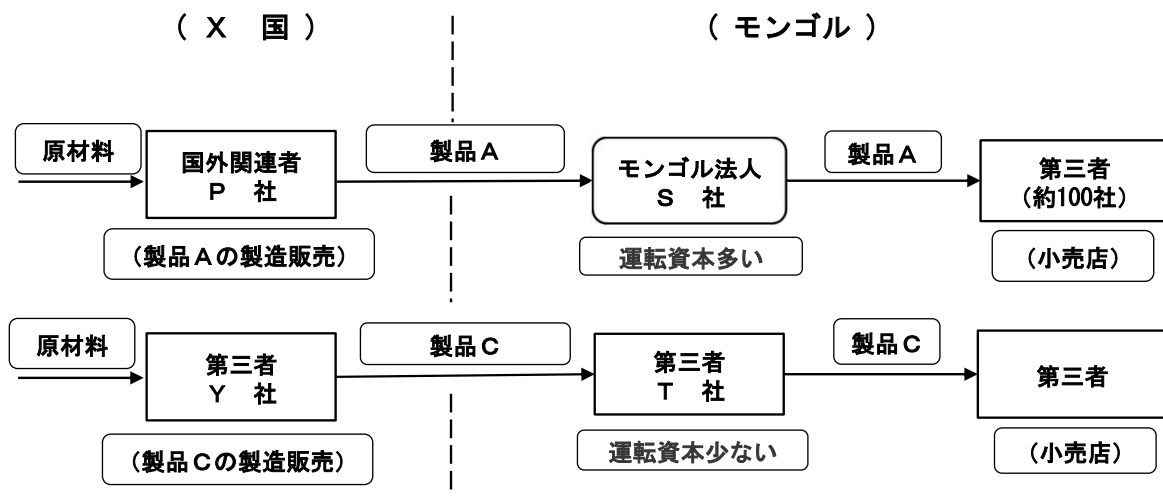 （ Ｘ 国 ）
（ モンゴル ）
原材料
国外関連者
Ｐ 社
（製品Ａの製造販売）
製品Ａ
モンゴル法人
Ｓ 社
運転資本多い
製品Ａ
第三者
（約100社）
（小売店）
原材料
第三者
Ｙ 社
（製品Ｃの製造販売）
製品Ｃ
第三者
Ｔ 社
運転資本少ない
製品Ｃ
第三者
（小売店）